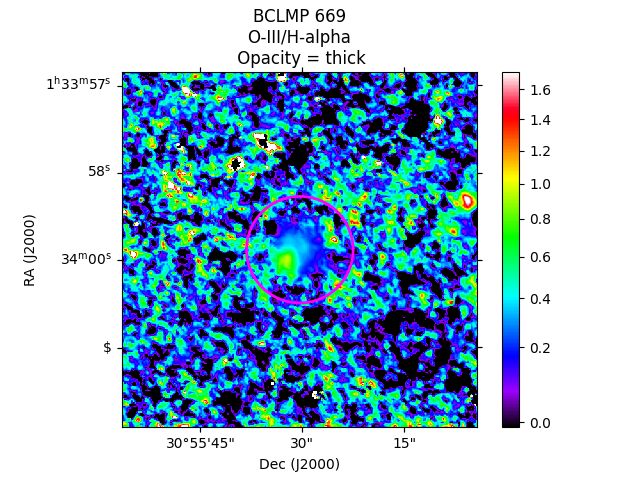 BCLMP 669
O-III/H-alpha
Opacity = thick
1ʰ33ᵐ57ˢ
58ˢ
34ᵐ00ˢ
$
RA (J2000)
30°55'45" 30" 15"
Dec (J2000)
1.6
1.4
1.2
1.0
0.8
0.6
0.4
0.2
0.0